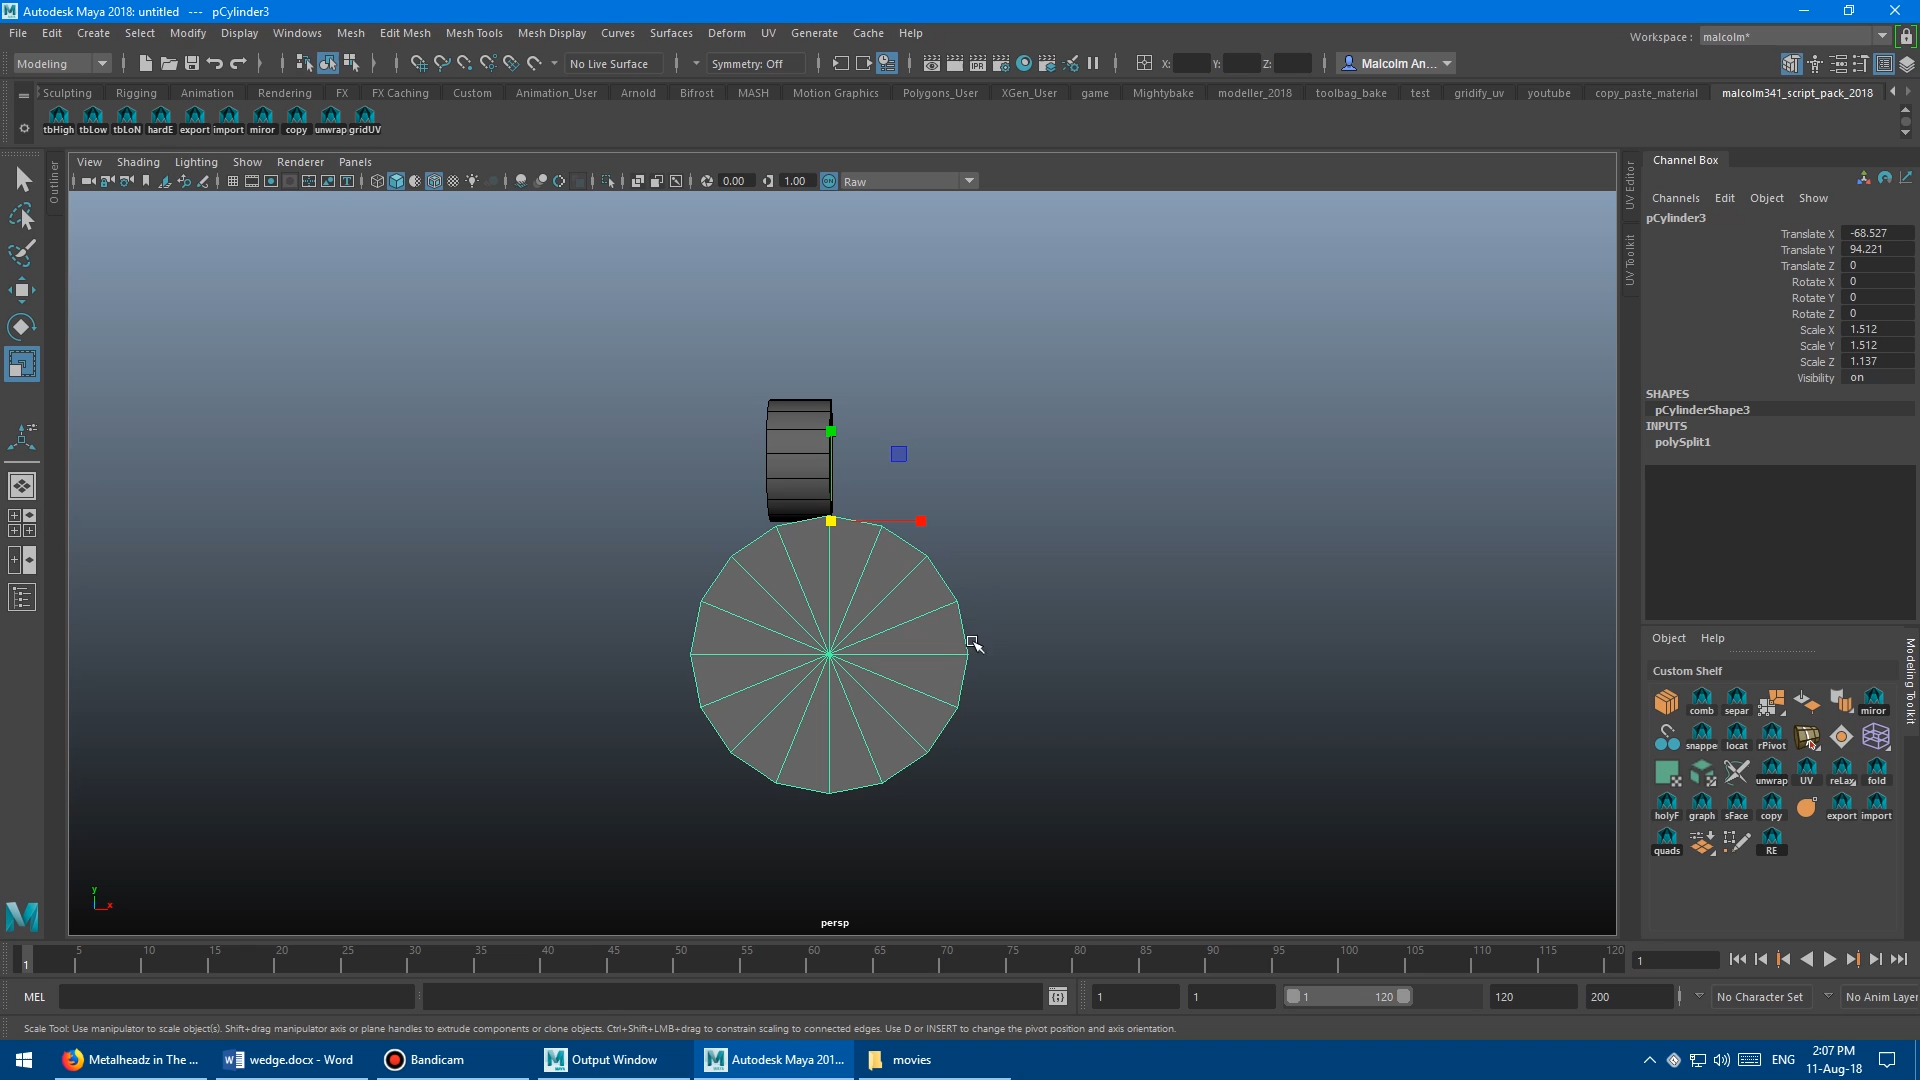 Autodesk Maya 2018: untitled --- pCylinder3
File Edit Create Select Modify Display Windows Mesh Edit Mesh Mesh Tools Mesh Display Curves Surfaces Deform UV Generate Cache Help
Workspace : malcolm*
Modeling No Live Surface Symmetry: Off X: Y: Z: Malcolm An...
Sculpting Rigging Animation Rendering FX FX Caching Custom Animation_User Arnold Bifrost MASH Motion Graphics Polygons_User XGen_User game Mightybake modeller_2018 toolbag_bake test gridify_uv youtube copy_paste_material malcolm341_script_pack_2018
tbHigh tbLow tbLoN hardE export import miror copy unwrap gridUV
Outliner
View Shading Lighting Show Renderer Panels
0.00 1.00 ON Raw
UV Editor
UV Toolkit
persp
y
x
Channel Box
Channels Edit Object Show
pCylinder3
Translate X -68.527
Translate Y 94.221
Translate Z 0
Rotate X 0
Rotate Y 0
Rotate Z 0
Scale X 1.512
Scale Y 1.512
Scale Z 1.137
Visibility on
SHAPES
pCylinderShape3
INPUTS
polySplit1
Object Help
Modeling Toolkit
Custom Shelf
comb separ miror
snappe locat rPivot
unwrap UV reLax fold
holyF graph sFace copy export import
quads RE
5 10 15 20 25 30 35 40 45 50 55 60 65 70 75 80 85 90 95 100 105 110 115 120
1 1
MEL 1 1 1 120 120 200 No Character Set No Anim Layer
Scale Tool: Use manipulator to scale object(s). Shift+drag manipulator axis or plane handles to extrude components or clone objects. Ctrl+Shift+LMB+drag to constrain scaling to connected edges. Use D or INSERT to change the pivot position and axis orientation.
Metalheadz in The ... wedge.docx - Word Bandicam Output Window Autodesk Maya 201... movies
ENG
2:07 PM
11-Aug-18